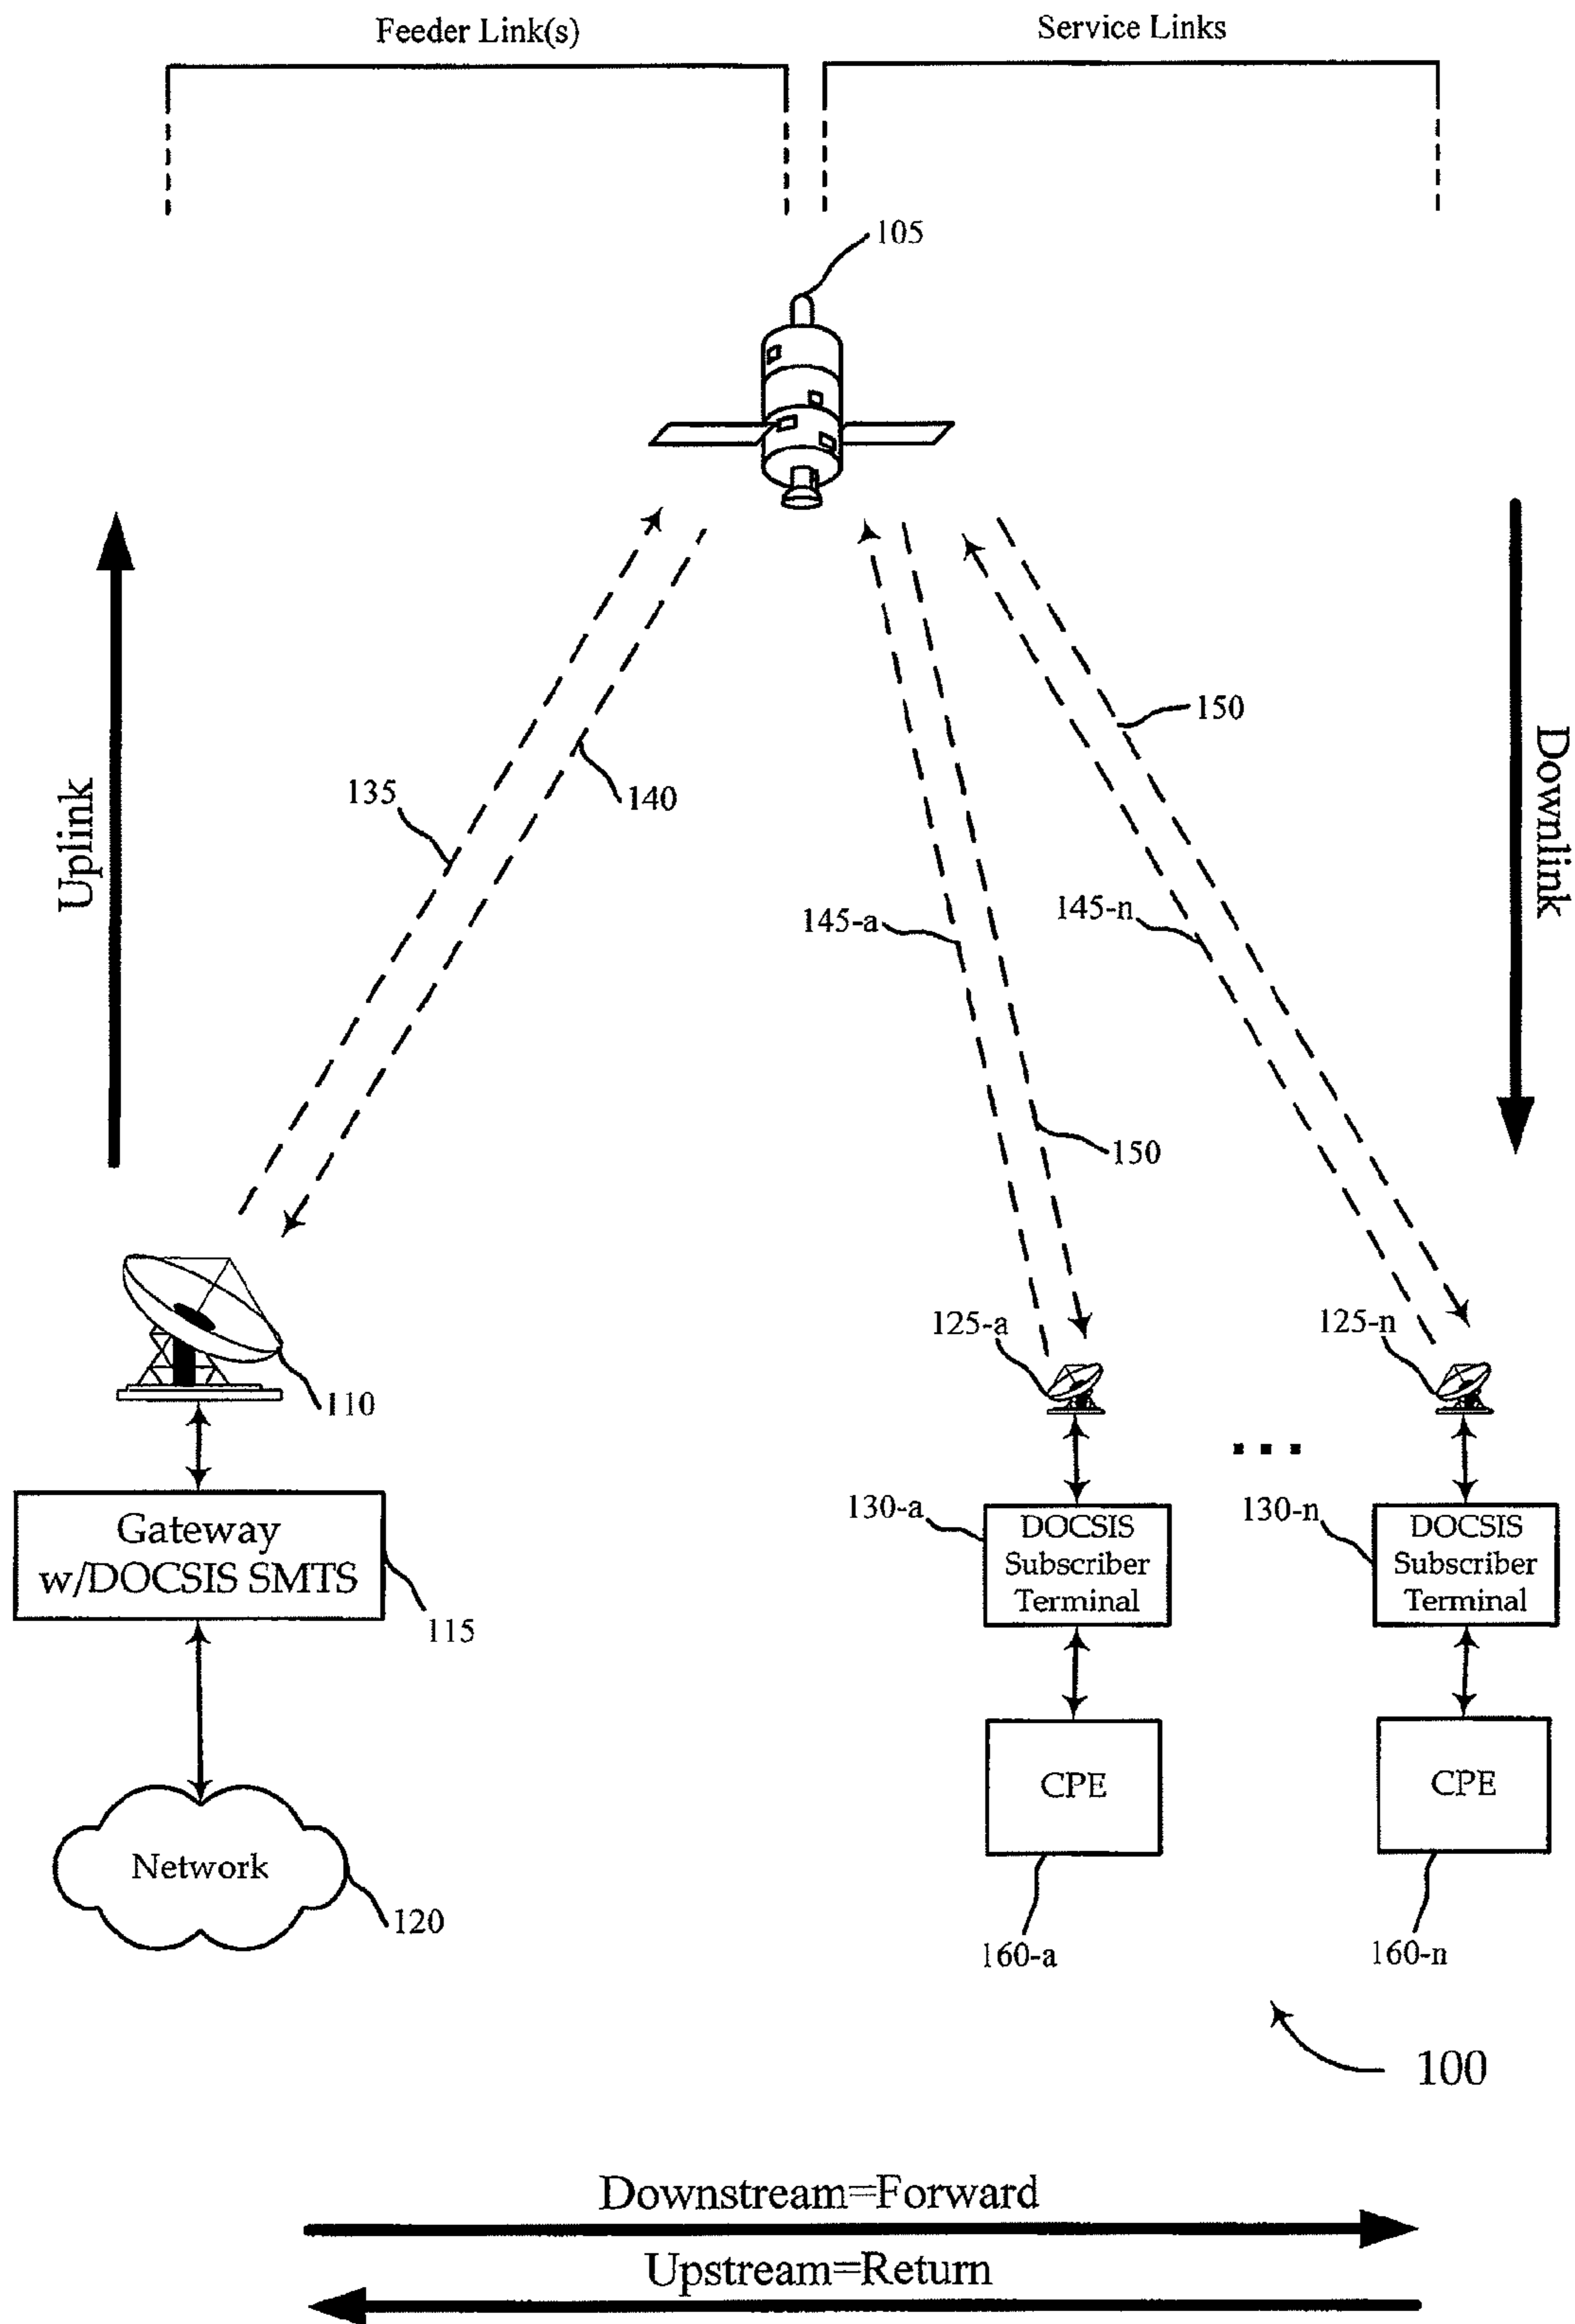 Feeder Link(s)
Service Links
105
150
Uplink
Downlink
135
140
145-a
145-n
150
125-a
125-n
110
130-a
130-n
Gateway
w/DOCSIS SMTS
DOCSIS
Subscriber
Terminal
DOCSIS
Subscriber
Terminal
115
CPE
CPE
Network
120
160-a
160-n
100
Downstream=Forward
Upstream=Return